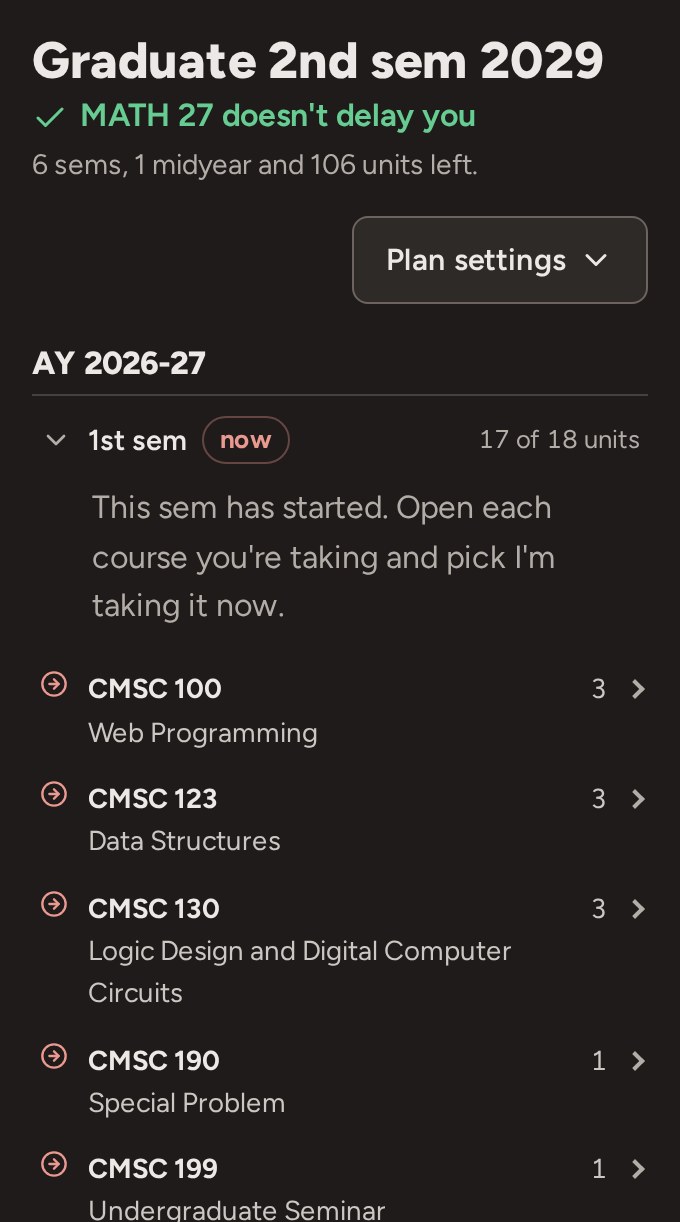 Graduate 2nd sem 2029
MATH 27 doesn't delay you
6 sems, 1 midyear and 106 units left.
Plan settings
AY 2026-27
1st sem now 17 of 18 units
This sem has started. Open each
course you're taking and pick I'm
taking it now.
CMSC 100 3
Web Programming
CMSC 123 3
Data Structures
CMSC 130 3
Logic Design and Digital Computer
Circuits
CMSC 190 1
Special Problem
CMSC 199 1
Undergraduate Seminar